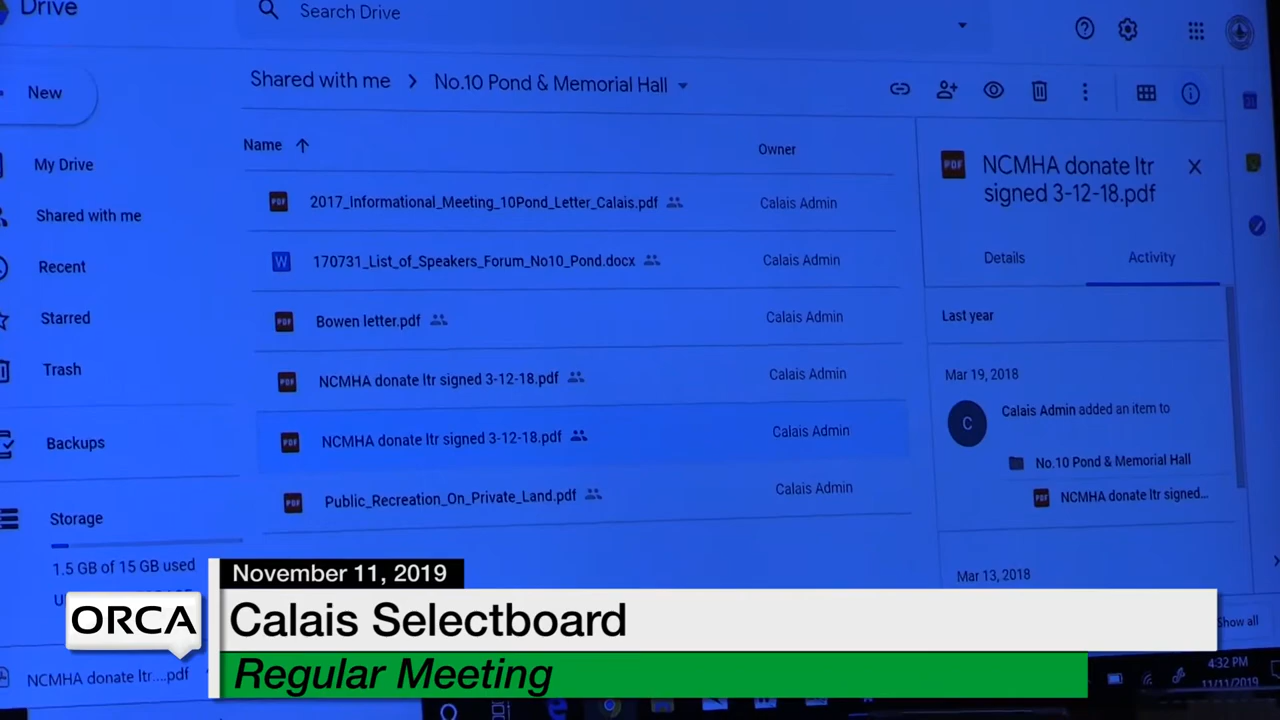 Drive
Search Drive
New
Shared with me
No.10 Pond & Memorial Hall
Name
Owner
My Drive
Shared with me
Recent
Starred
Trash
Backups
Storage
1.5 GB of 15 GB used
2017_Informational_Meeting_10Pond_Letter_Calais.pdf
Calais Admin
170731_List_of_Speakers_Forum_No10_Pond.docx
Calais Admin
Bowen letter.pdf
Calais Admin
NCMHA donate ltr signed 3-12-18.pdf
Calais Admin
NCMHA donate ltr signed 3-12-18.pdf
Calais Admin
Public_Recreation_On_Private_Land.pdf
Calais Admin
PDF
NCMHA donate ltr
signed 3-12-18.pdf
Details
Activity
Last year
Mar 19, 2018
C
Calais Admin added an item to
No.10 Pond & Memorial Hall
NCMHA donate ltr signed...
Mar 13, 2018
Show all
NCMHA donate ltr....pdf
4:32 PM
11/11/2019
November 11, 2019
ORCA
Calais Selectboard
Regular Meeting